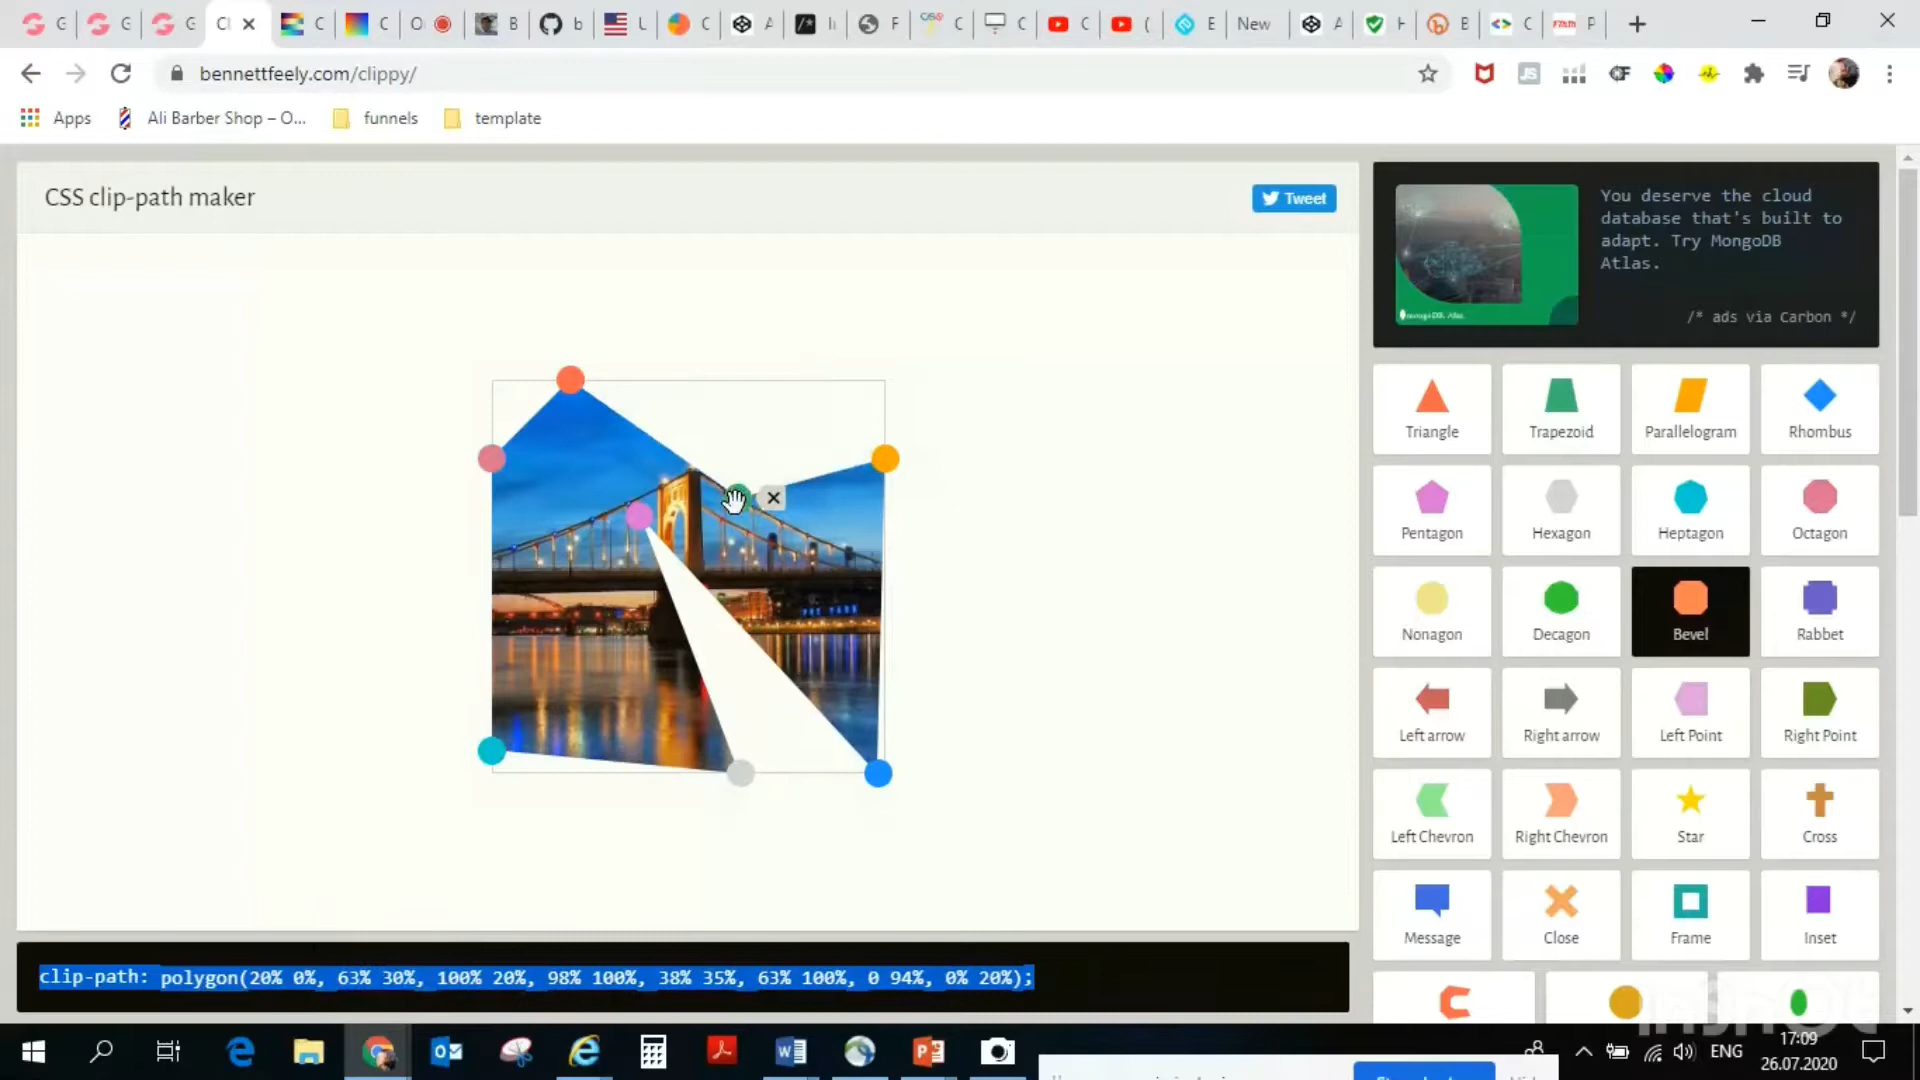 G
G
G
Cl
C
C
O
B
b
L
C
A
I
F
C
C
C
(
E
New
A
H
B
C
P
bennettfeely.com/clippy/
Apps
Ali Barber Shop – O...
funnels
template
CSS clip-path maker
Tweet
You deserve the cloud
database that's built to
adapt. Try MongoDB
Atlas.
/* ads via Carbon */
Triangle
Trapezoid
Parallelogram
Rhombus
Pentagon
Hexagon
Heptagon
Octagon
Nonagon
Decagon
Bevel
Rabbet
Left arrow
Right arrow
Left Point
Right Point
Left Chevron
Right Chevron
Star
Cross
Message
Close
Frame
Inset
clip-path: polygon(20% 0%, 63% 30%, 100% 20%, 98% 100%, 38% 35%, 63% 100%, 0 94%, 0% 20%);
ENG
17:09
26.07.2020